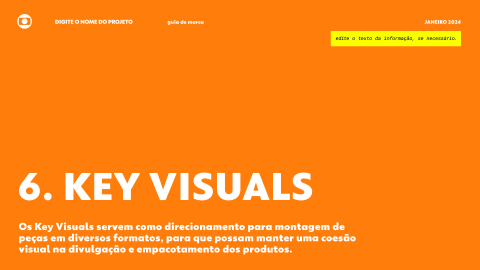 DIGITE O NOME DO PROJETO
guia de marca
JANEIRO 2024
edite o texto da informação, se necessário.
6. KEY VISUALS
Os Key Visuals servem como direcionamento para montagem de
peças em diversos formatos, para que possam manter uma coesão
visual na divulgação e empacotamento dos produtos.